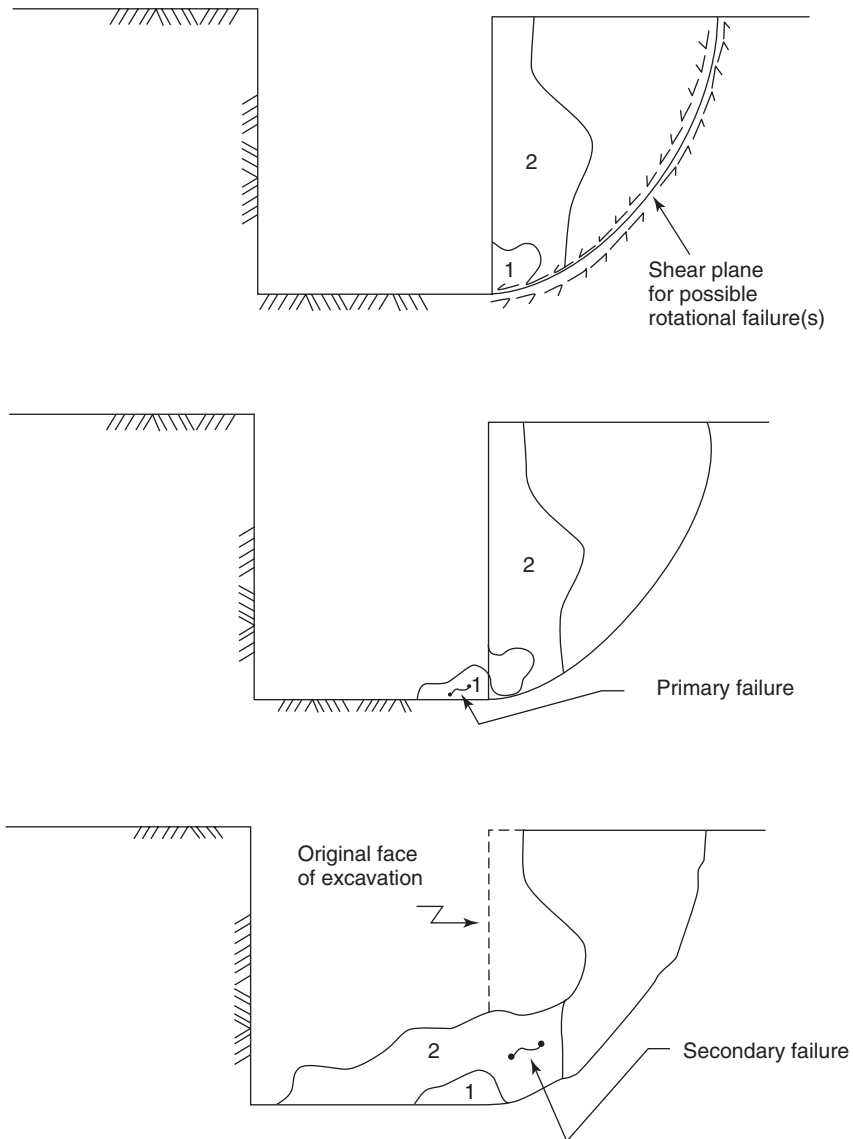 2
1
Shear plane
for possible
rotational failure(s)
2
1
Primary failure
Original face
of excavation
2
1
Secondary failure